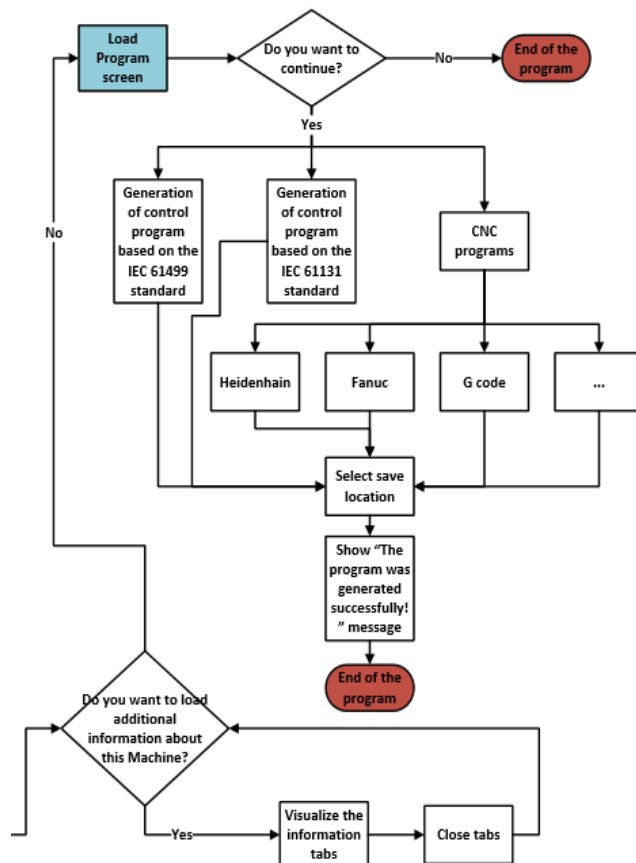 Load
Program
screen
Do you want to
continue?
No
End of the
program
Yes
Generation
of control
program
based on the
IEC 61499
standard
Generation
of control
program
based on the
IEC 61131
standard
CNC
programs
No
Heidenhain
Fanuc
G code
...
Select save
location
Show “The
program was
generated
successfully!
” message
End of the
program
Do you want to load
additional
information about
this Machine?
Yes
Visualize the
information
tabs
Close tabs